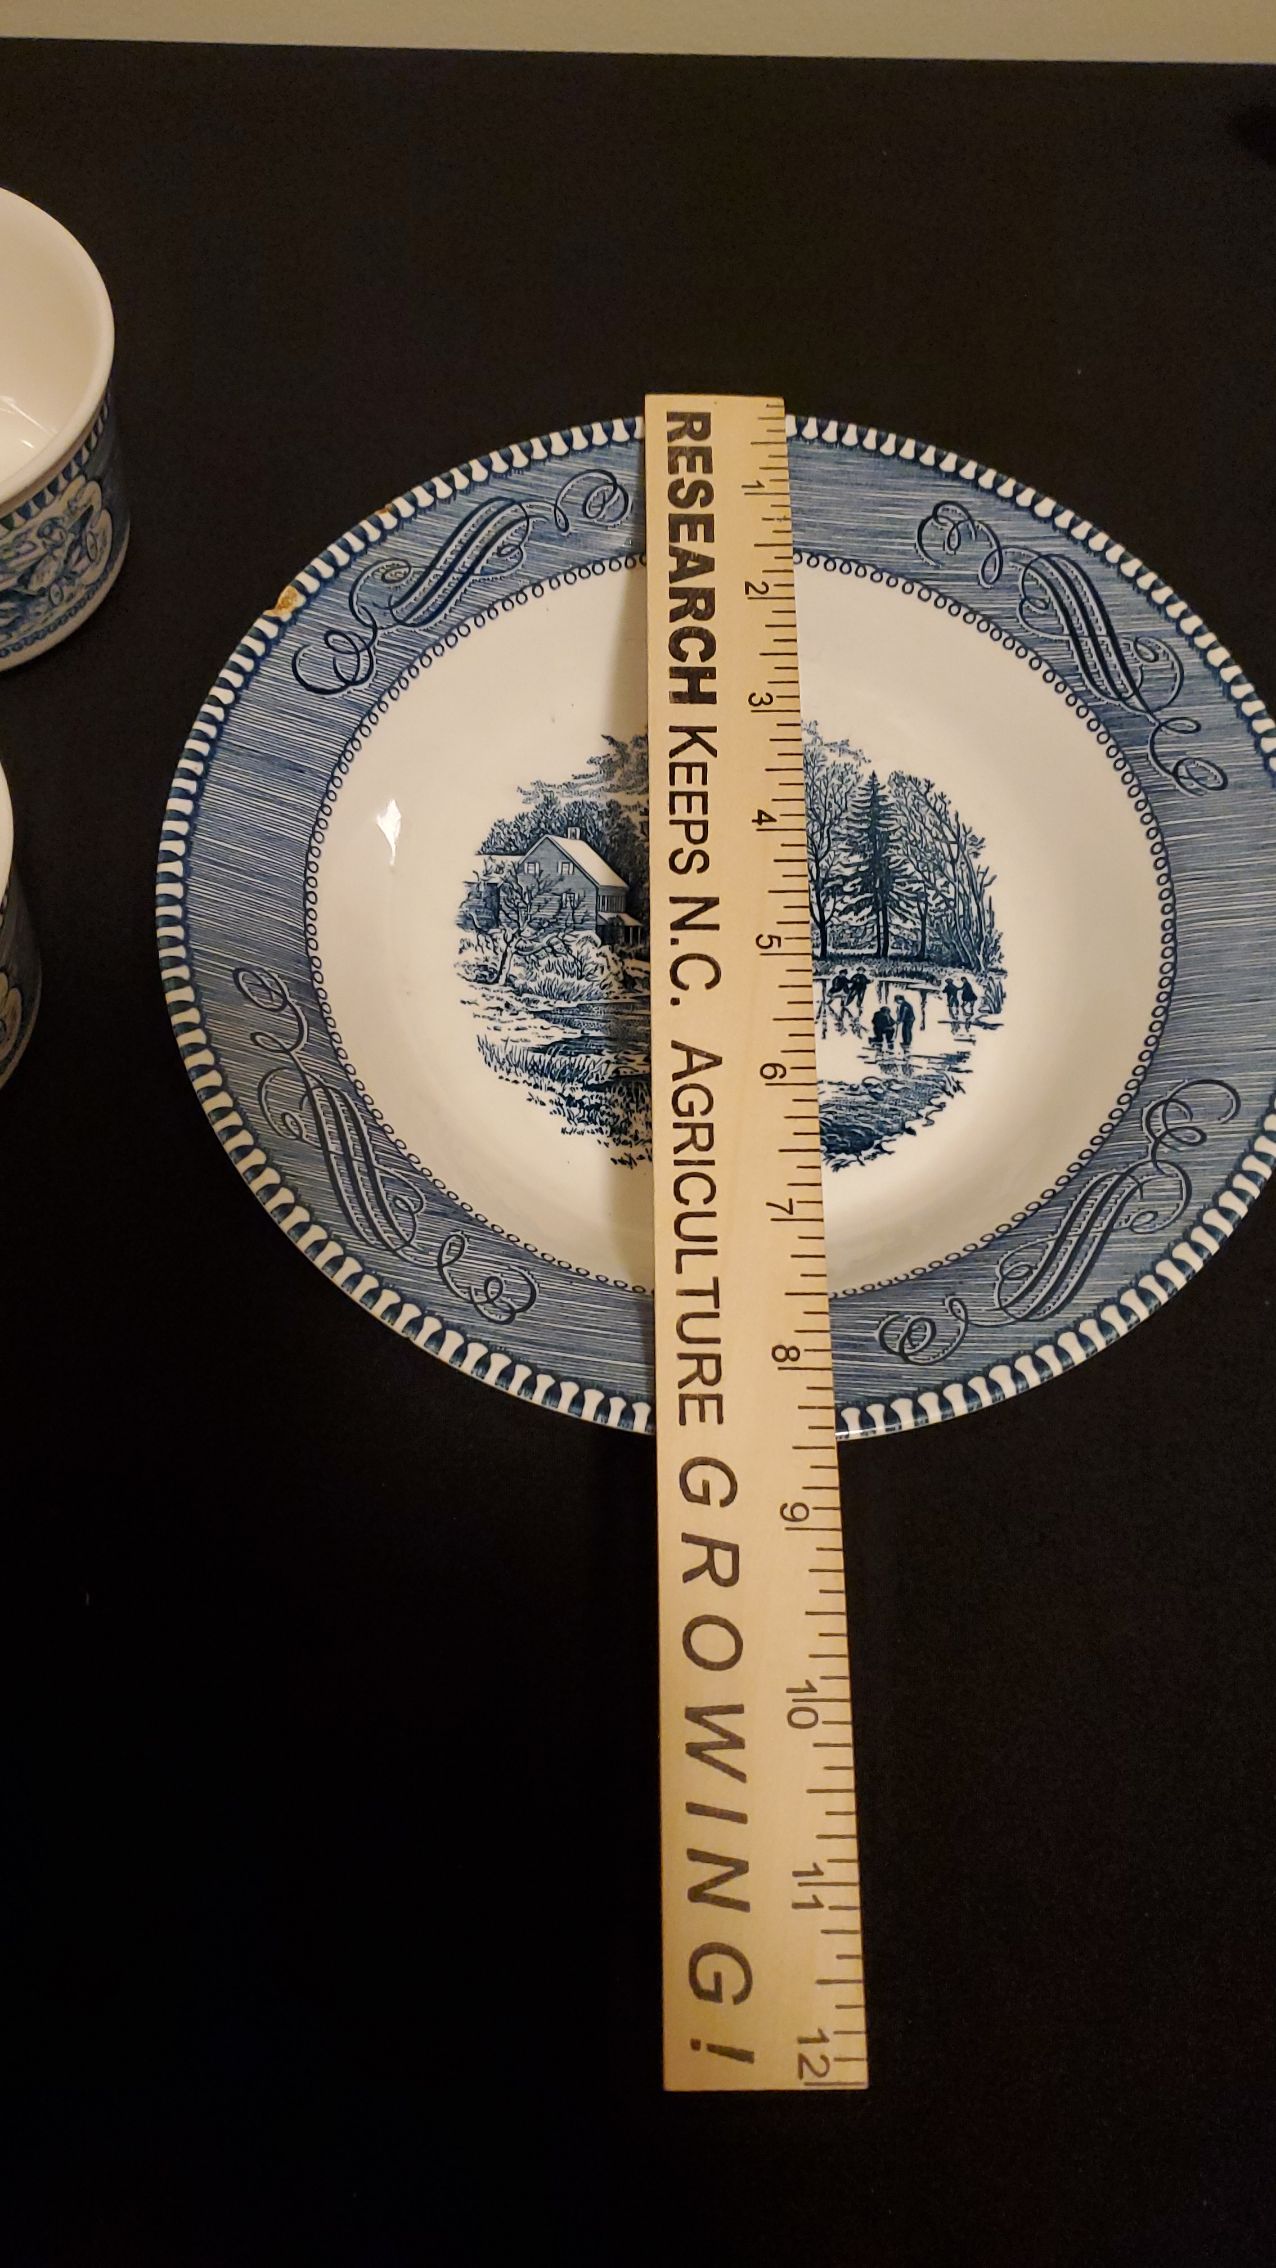 RESEARCH KEEPS N.C. AGRICULTURE GROWING!
1 2 3 4 5 6 7 8 9 10 11 12